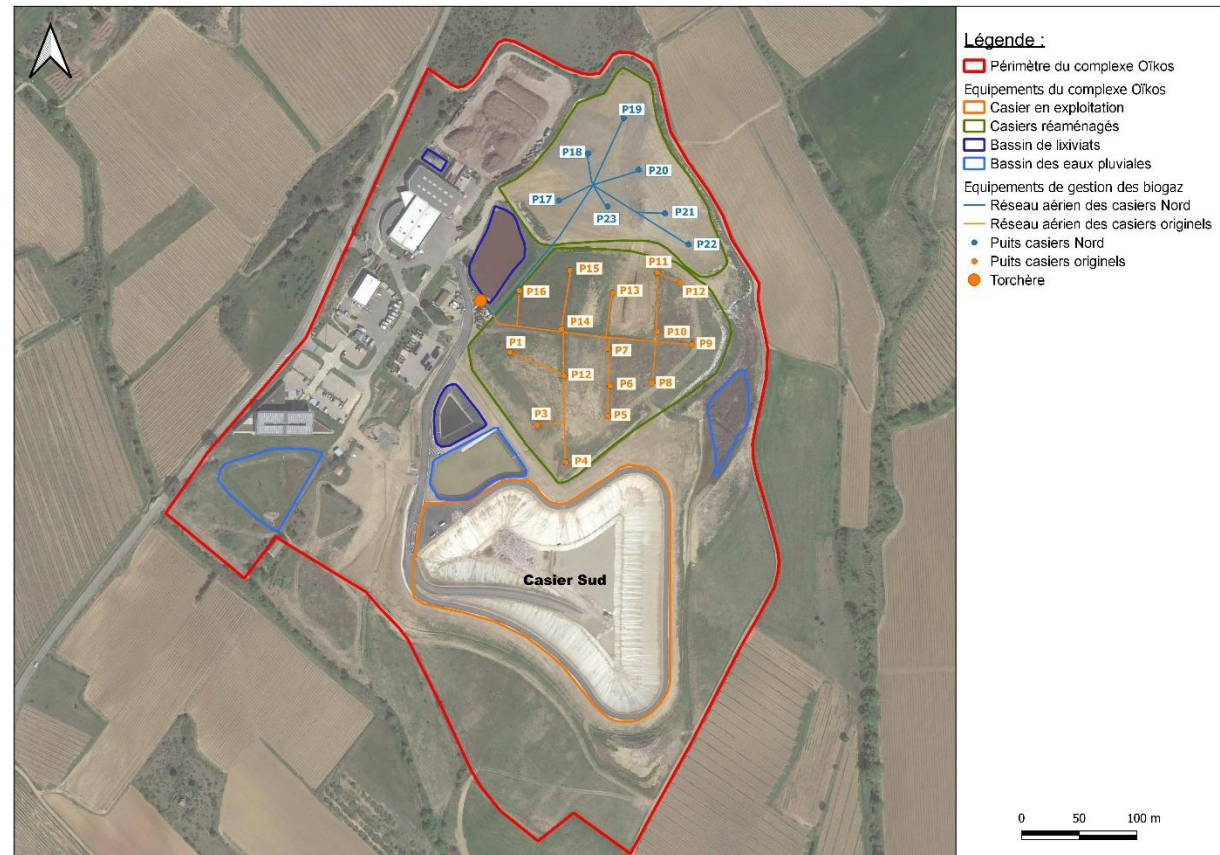 Légende :
Périmètre du complexe Oïkos
Equipements du complexe Oïkos
Casier en exploitation
Casiers réaménagés
Bassin de lixiviats
Bassin des eaux pluviales
Equipements de gestion des biogaz
Réseau aérien des casiers Nord
Réseau aérien des casiers originels
Puits casiers Nord
Puits casiers originels
Torchère
P19
P18
P20
P17
P23
P21
P22
P15
P11
P16
P13
P12
P14
P10
P1
P7
P9
P12
P6
P8
P3
P5
P4
Casier Sud
0 50 100 m